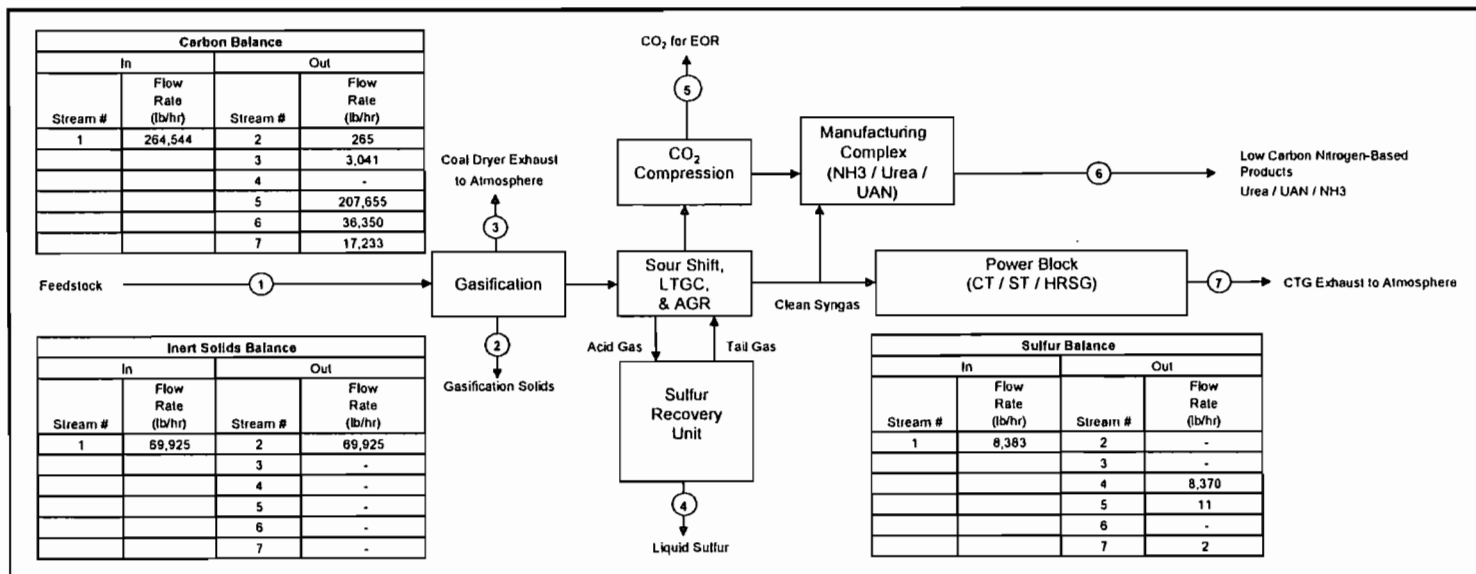 Carbon Balance
In Out
Stream # Flow Rate (lb/hr) Stream # Flow Rate (lb/hr)
1 264,544 2 265
3 3,041
4 -
5 207,655
6 36,350
7 17,233
CO2 for EOR
5
CO2
Compression
Manufacturing
Complex
(NH3 / Urea /
UAN)
6
Low Carbon Nitrogen-Based
Products
Urea / UAN / NH3
Coal Dryer Exhaust
to Atmosphere
3
Feedstock
1
Gasification
Sour Shift,
LTGC,
& AGR
Clean Syngas
Power Block
(CT / ST / HRSG)
7
CTG Exhaust to Atmosphere
2
Gasification Solids
Acid Gas
Tail Gas
Sulfur
Recovery
Unit
4
Liquid Sulfur
Inert Solids Balance
In Out
Stream # Flow Rate (lb/hr) Stream # Flow Rate (lb/hr)
1 69,925 2 69,925
3 -
4 -
5 -
6 -
7 -
Sulfur Balance
In Out
Stream # Flow Rate (lb/hr) Stream # Flow Rate (lb/hr)
1 8,383 2 -
3 -
4 8,370
5 11
6 -
7 2